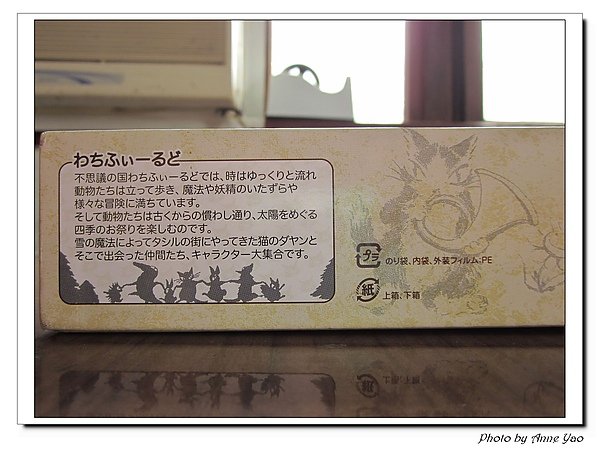 わちふぃーるど
不思議の国わちふぃーるどでは、時はゆっくりと流れ
動物たちは立って歩き、魔法や妖精のいたずらや
様々な冒険に満ちています。
そして動物たちは古くからの慣わし通り、太陽をめぐる
四季のお祭りを楽しむのです。
雪の魔法によってタシルの街にやってきた猫のダヤンと
そこで出会った仲間たち、キャラクター大集合です。
プラ
のり袋、内袋、外装フィルム:PE
紙
上箱、下箱
Photo by Anne Yao